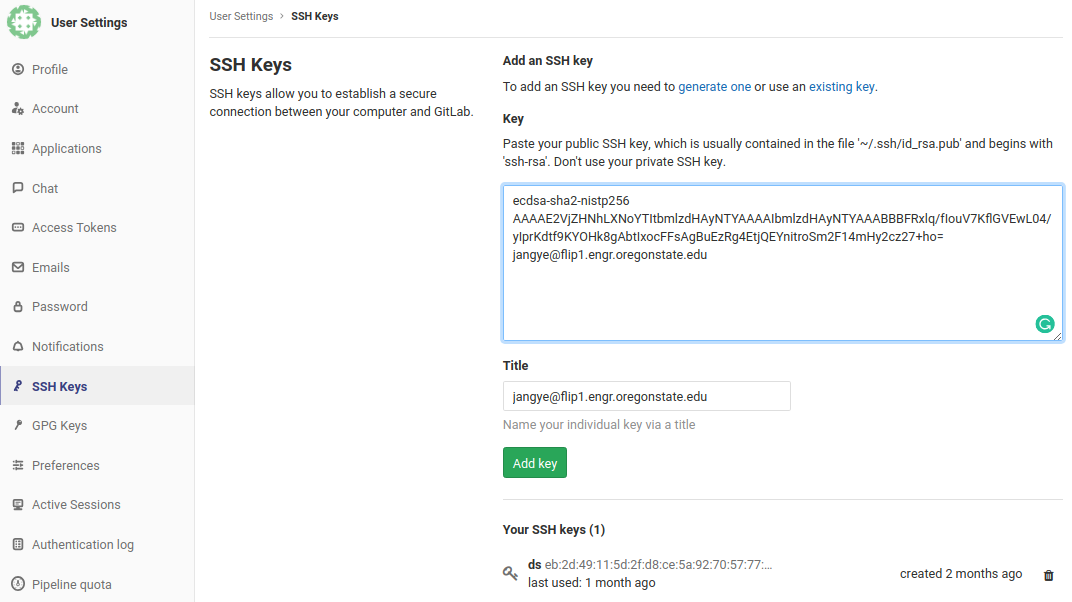 User Settings
Profile
Account
Applications
Chat
Access Tokens
Emails
Password
Notifications
SSH Keys
GPG Keys
Preferences
Active Sessions
Authentication log
Pipeline quota
User Settings › SSH Keys
SSH Keys
SSH keys allow you to establish a secure
connection between your computer and GitLab.
Add an SSH key
To add an SSH key you need to generate one or use an existing key.
Key
Paste your public SSH key, which is usually contained in the file '~/.ssh/id_rsa.pub' and begins with
'ssh-rsa'. Don't use your private SSH key.
ecdsa-sha2-nistp256
AAAAE2VjZHNhLXNoYTItbmlzdHAyNTYAAAAIbmlzdHAyNTYAAABBBFRxlq/fIouV7KflGVEwL04/
yIprKdtf9KYOHk8gAbtIxocFFsAgBuEzRg4EtjQEYnitroSm2F14mHy2cz27+ho=
jangye@flip1.engr.oregonstate.edu
Title
jangye@flip1.engr.oregonstate.edu
Name your individual key via a title
Add key
Your SSH keys (1)
ds eb:2d:49:11:5d:2f:d8:ce:5a:92:70:57:77:...
last used: 1 month ago
created 2 months ago